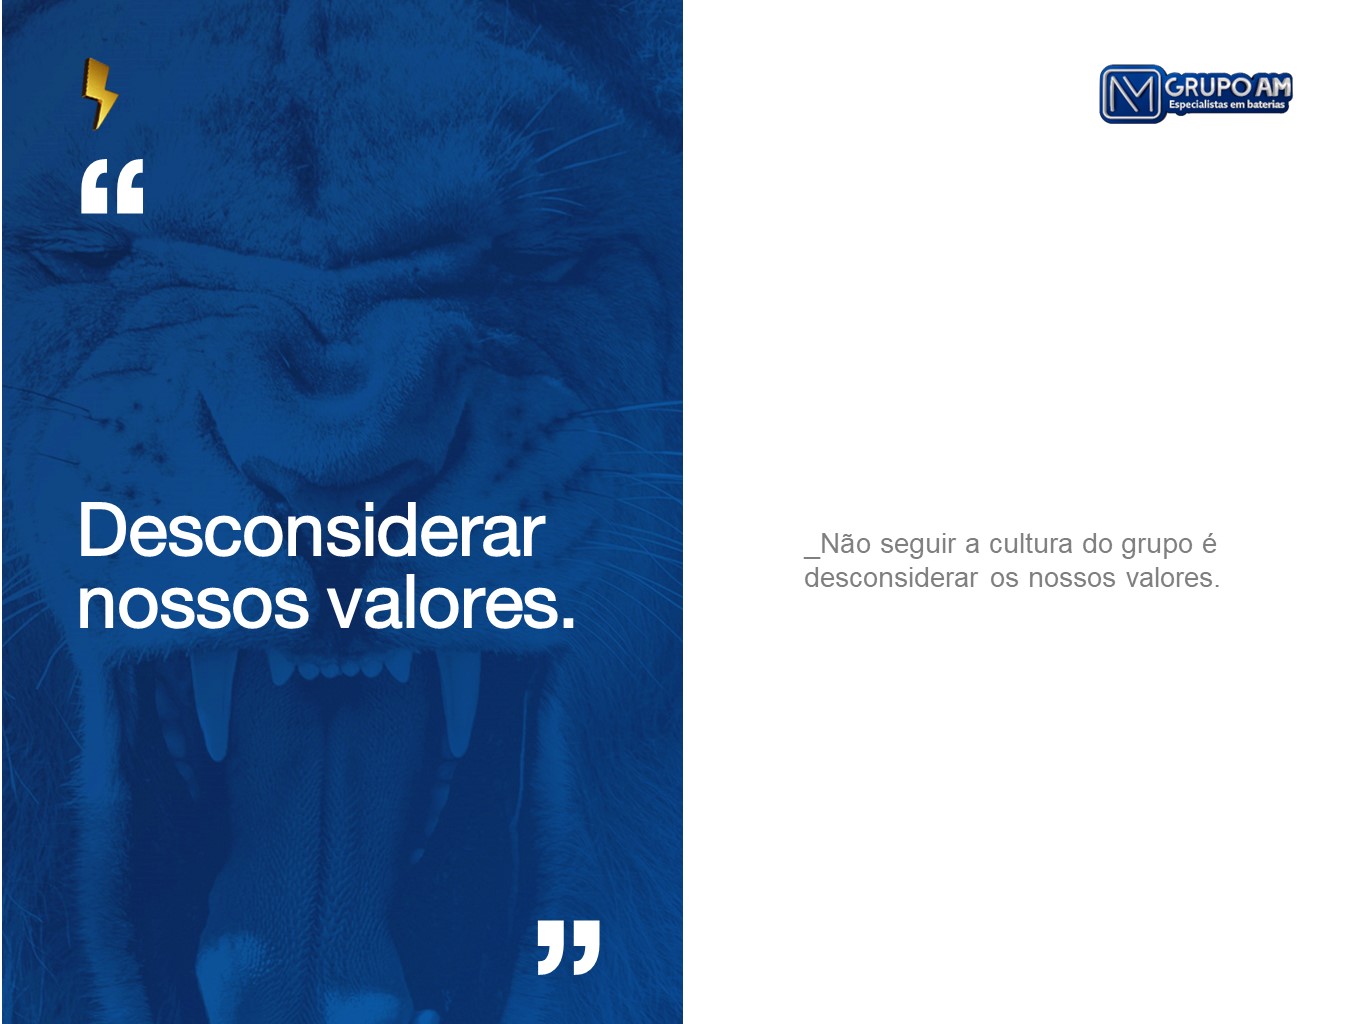 “
Desconsiderar
nossos valores.
”
GRUPO AM
Especialistas em baterias
_Não seguir a cultura do grupo é
desconsiderar os nossos valores.